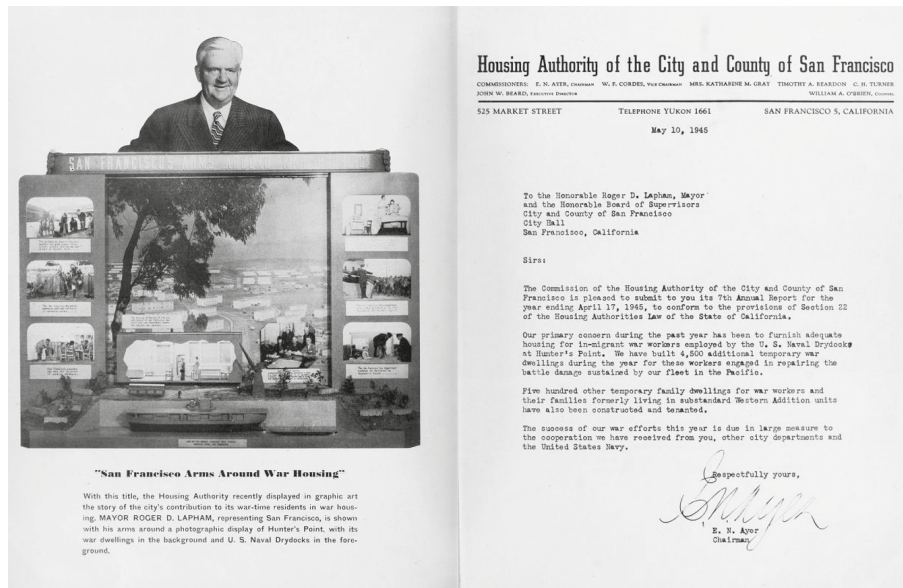 SAN FRANCISCO'S ARMS
"San Francisco Arms Around War Housing"
With this title, the Housing Authority recently displayed in graphic art
the story of the city's contribution to its war-time residents in war hous-
ing. MAYOR ROGER D. LAPHAM, representing San Francisco, is shown
with his arms around a photographic display of Hunter's Point, with its
war dwellings in the background and U. S. Naval Drydocks in the fore-
ground.
Housing Authority of the City and County of San Francisco
COMMISSIONERS: E. N. AYER, CHAIRMAN W. F. CORDES, VICE CHAIRMAN MRS. KATHARINE M. GRAY TIMOTHY A. REARDON C. H. TURNER
JOHN W. BEARD, EXECUTIVE DIRECTOR WILLIAM A. O'BRIEN, COUNSEL
525 MARKET STREET TELEPHONE YUKON 1661 SAN FRANCISCO 5, CALIFORNIA
May 10, 1945
To the Honorable Roger D. Lapham, Mayor
and the Honorable Board of Supervisors
City and County of San Francisco
City Hall
San Francisco, California
Sirs:
The Commission of the Housing Authority of the City and County of San
Francisco is pleased to submit to you its 7th Annual Report for the
year ending April 17, 1945, to conform to the provisions of Section 22
of the Housing Authorities Law of the State of California.
Our primary concern during the past year has been to furnish adequate
housing for in-migrant war workers employed by the U. S. Naval Drydocks
at Hunter's Point. We have built 4,500 additional temporary war
dwellings during the year for these workers engaged in repairing the
battle damage sustained by our fleet in the Pacific.
Five hundred other temporary family dwellings for war workers and
their families formerly living in substandard Western Addition units
have also been constructed and tenanted.
The success of our war efforts this year is due in large measure to
the cooperation we have received from you, other city departments and
the United States Navy.
Respectfully yours,
E. N. Ayer
E. N. Ayer
Chairman